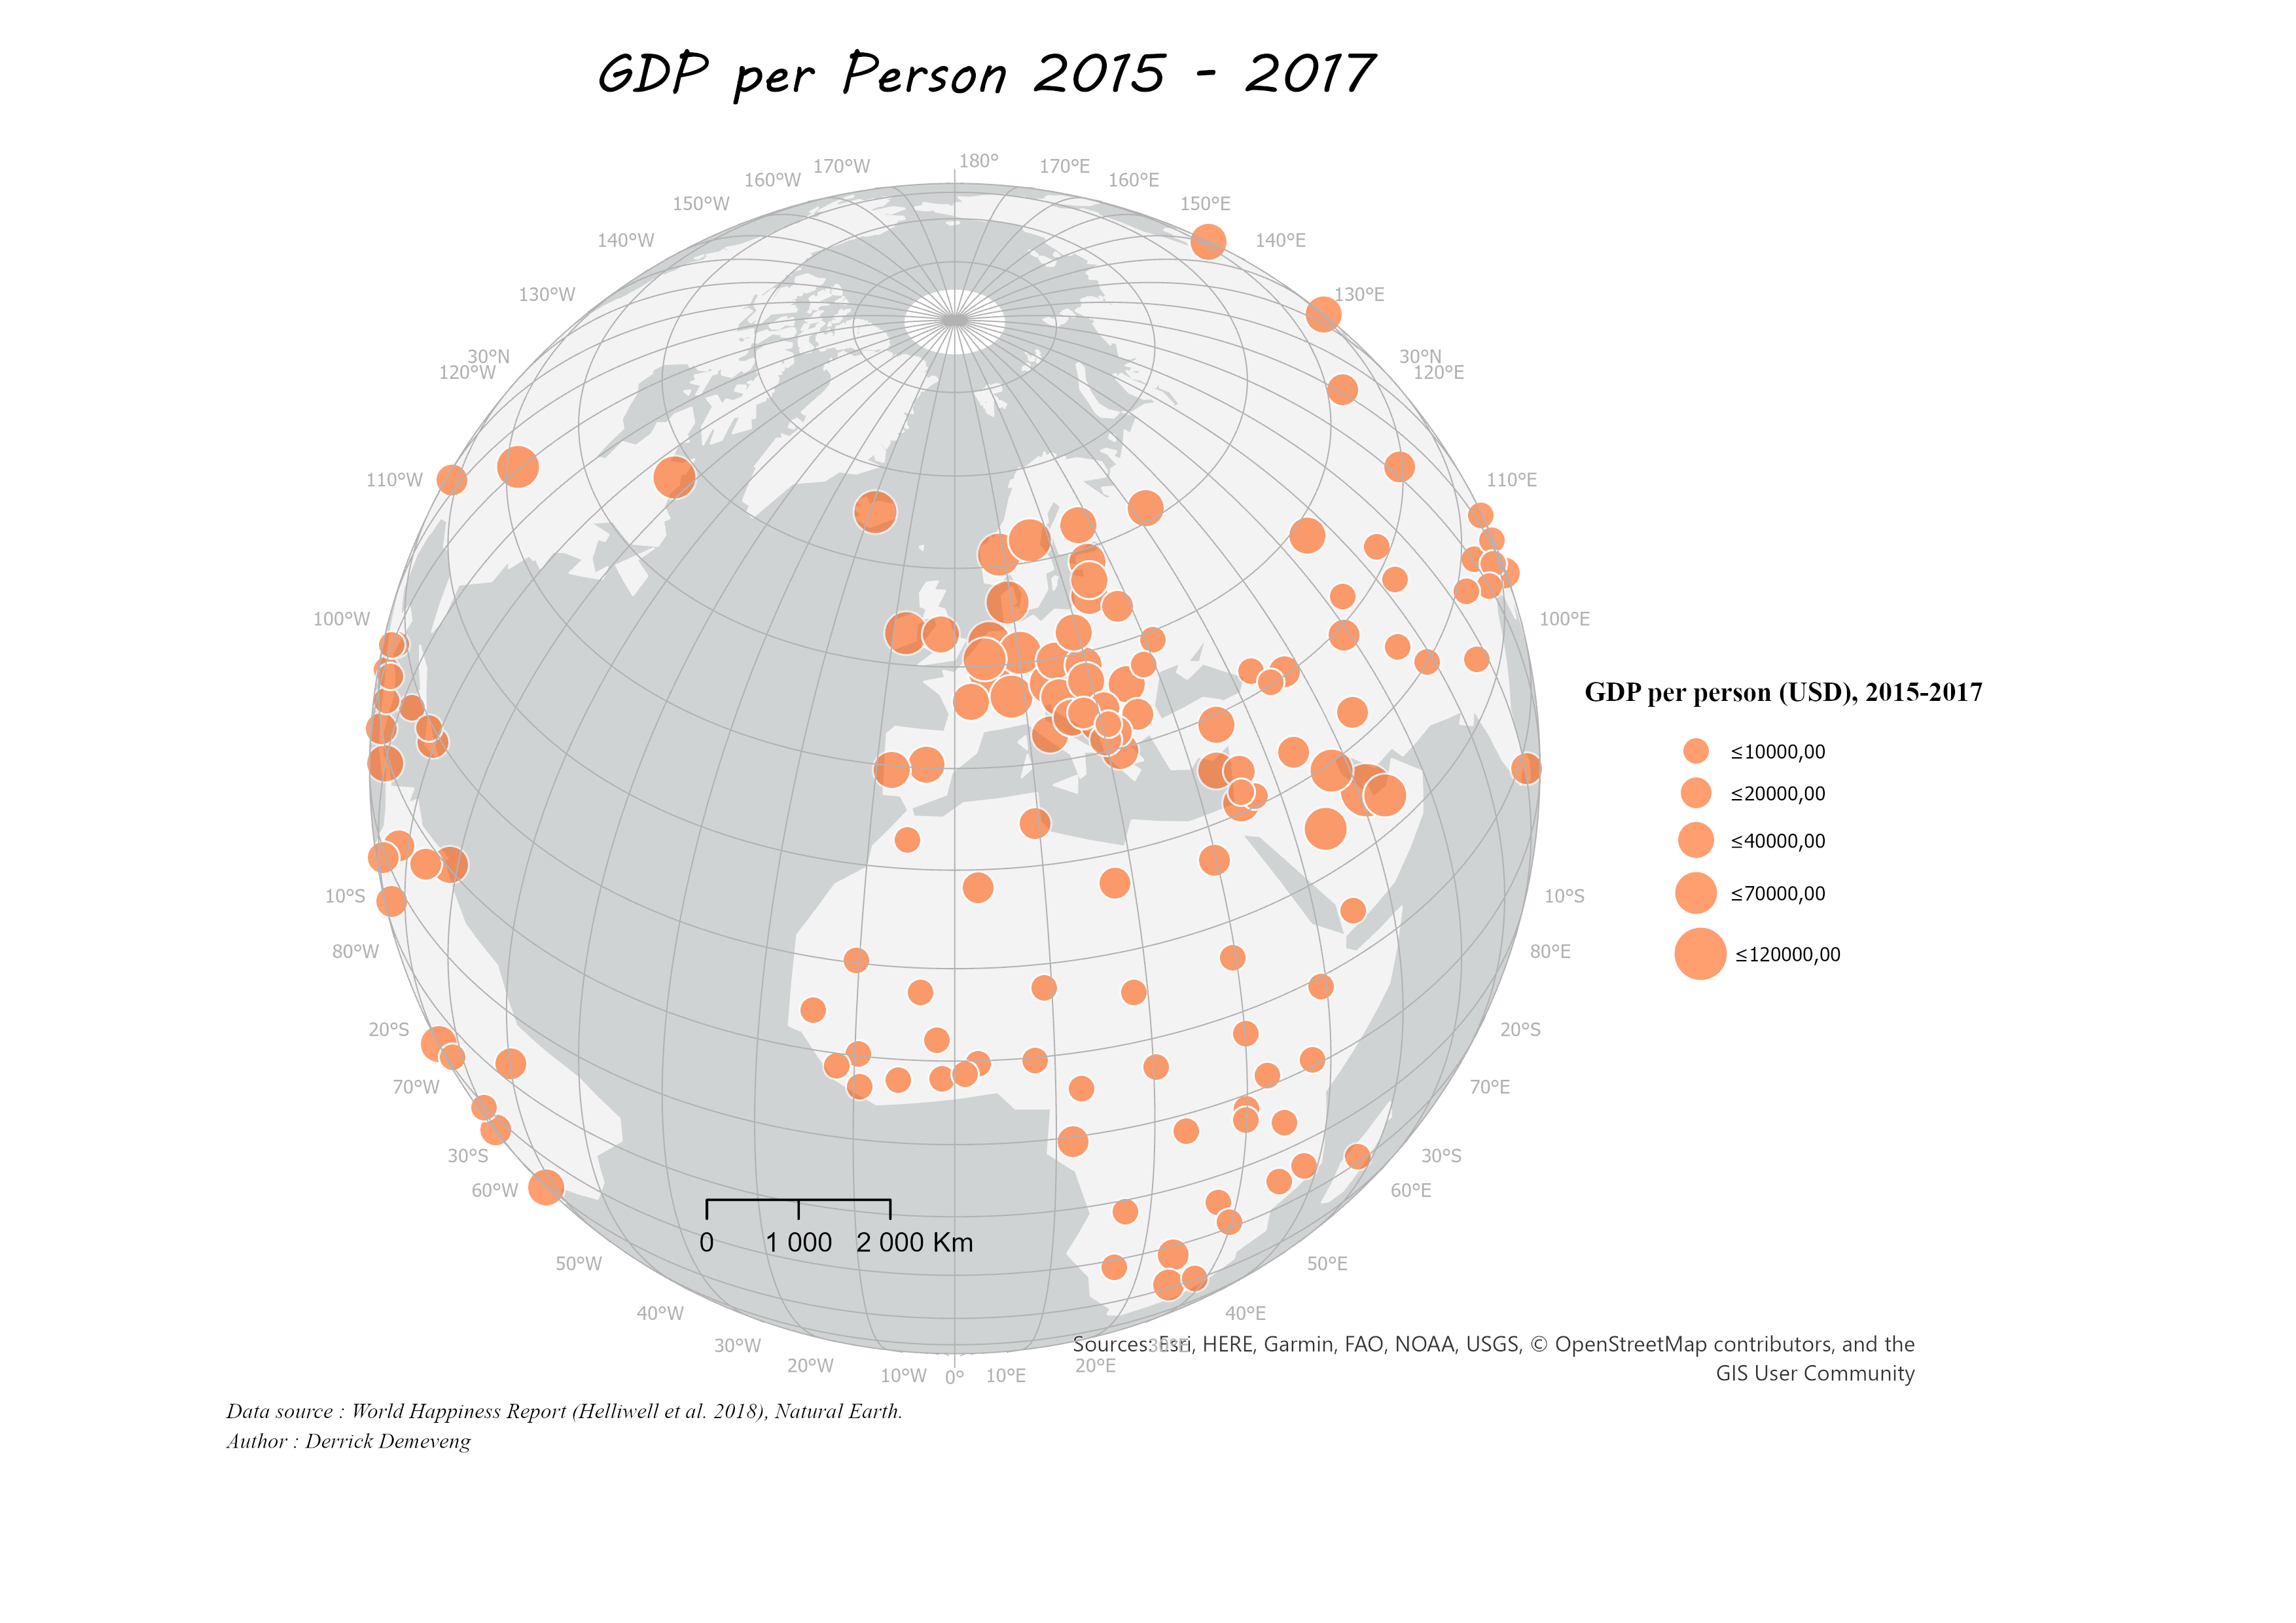 GDP per Person 2015 - 2017
180°
170°W
170°E
160°W
160°E
150°W
150°E
140°W
140°E
130°W
130°E
30°N
30°N
120°W
120°E
110°W
110°E
100°W
100°E
GDP per person (USD), 2015-2017
≤10000,00
≤20000,00
≤40000,00
≤70000,00
≤120000,00
10°S
10°S
80°W
80°E
20°S
20°S
70°W
70°E
30°S
30°S
60°W
60°E
0 1 000 2 000 Km
50°W
50°E
40°W
40°E
30°W
30°E
20°W
20°E
10°W
0°
10°E
Sources: Esri, HERE, Garmin, FAO, NOAA, USGS, © OpenStreetMap contributors, and the
GIS User Community
Data source : World Happiness Report (Helliwell et al. 2018), Natural Earth.
Author : Derrick Demeveng